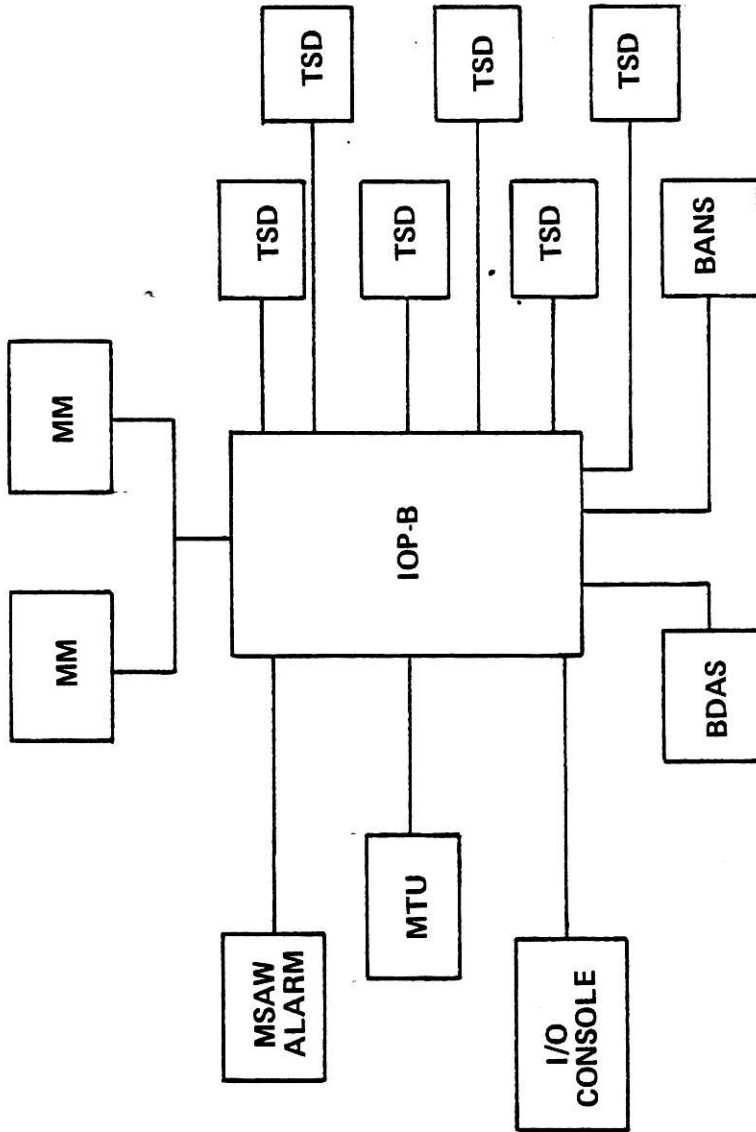 MM
MM
MSAW
ALARM
MTU
I/O
CONSOLE
IOP-B
TSD
TSD
TSD
TSD
TSD
TSD
BDAS
BANS